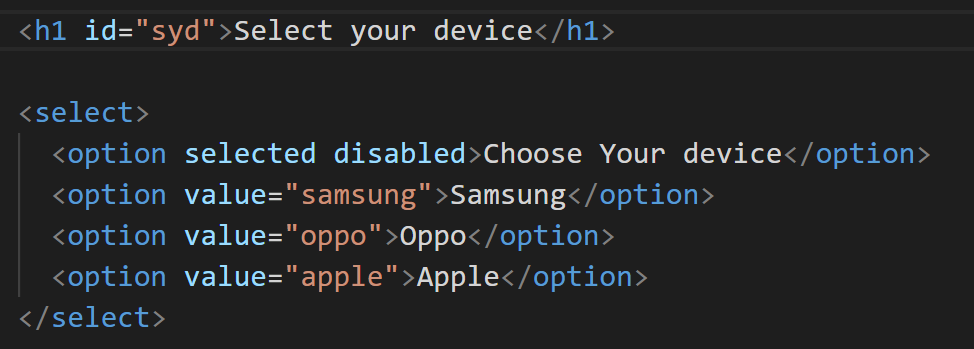 <h1 id="syd">Select your device</h1>
<select>
<option selected disabled>Choose Your device</option>
<option value="samsung">Samsung</option>
<option value="oppo">Oppo</option>
<option value="apple">Apple</option>
</select>